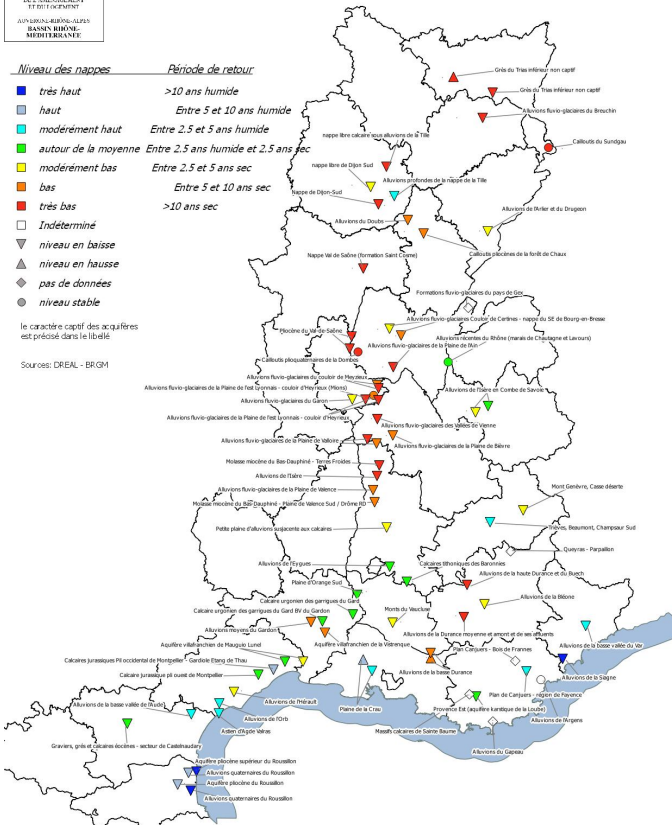 DE L'AMÉNAGEMENT
ET DU LOGEMENT
AUVERGNE-RHÔNE-ALPES
BASSIN RHÔNE-
MÉDITERRANÉE
Niveau des nappes Période de retour
très haut >10 ans humide
haut Entre 5 et 10 ans humide
modérément haut Entre 2.5 et 5 ans humide
autour de la moyenne Entre 2.5 ans humide et 2.5 ans sec
modérément bas Entre 2.5 et 5 ans sec
bas Entre 5 et 10 ans sec
très bas >10 ans sec
Indéterminé
niveau en baisse
niveau en hausse
pas de données
niveau stable
le caractère captif des acquifères
est précisé dans le libellé
Sources: DREAL - BRGM
Grès du Trias inférieur non captif
Grès du Trias inférieur non captif
Alluvions fluvio-glaciaires du Breuchin
nappe libre calcaire sous alluvions de la Tille
Cailloutis du Sundgau
nappe libre de Dijon Sud
Alluvions profondes de la nappe de la Tille
Nappe de Dijon-Sud
Alluvions du Doubs
Alluvions de l'Arlier et du Drugeon
Cailloutis pliocènes de la forêt de Chaux
Nappe Val de Saône (formation Saint Cosme)
Formations fluvio-glaciaires du pays de Gex
Alluvions fluvio-glaciaires Couloir de Certines - nappe du SE de Bourg-en-Bresse
Pliocène du Val-de-Saône
Alluvions récentes du Rhône (marais de Chautagne et Lavours)
Alluvions fluvio-glaciaires de la Plaine de l'Ain
Cailloutis plioquaternaires de la Dombes
Alluvions fluvio-glaciaires du couloir de Meyzieux
Alluvions fluvio-glaciaires de la Plaine de l'est Lyonnais - couloir d'Heyrieux (Mions)
Alluvions de l'Isère en Combe de Savoie
Alluvions fluviatiles du Garon
Alluvions fluvio-glaciaires de la Plaine de l'est Lyonnais - couloir d'Heyrieux
Alluvions fluvio-glaciaires des Vallées de Vienne
Alluvions fluvio-glaciaires de la Plaine de Valloire
Alluvions fluvio-glaciaires de la Plaine de Bièvre
Molasse miocène du Bas-Dauphiné - Terres Froides
Alluvions de l'Isère
Alluvions fluvio-glaciaires de la Plaine de Valence
Mont Genèvre, Casse déserte
Molasse miocène du Bas-Dauphiné - Plaine de Valence Sud / Drôme RD
Petite plaine d'alluvions susjacente aux calcaires
Trièves, Beaumont, Champsaur Sud
Queyras - Parpaillon
Alluvions de l'Eygues
Calcaires tithoniques des Baronnies
Plaine d'Orange Sud
Alluvions de la haute Durance et du Buech
Calcaire urgonien des garrigues du Gard
Alluvions de la Bléone
Calcaire urgonien des garrigues du Gard BV du Gardon
Monts du Vaucluse
Alluvions moyens du Gardon
Alluvions de la Durance moyenne et amont et de ses affluents
Aquifère villafranchien de Mauguio Lunel
Aquifère villafranchien de la Vistrenque
Plan Canjuers - Bois de Frannes
Alluvions de la basse vallée du Var
Calcaires jurassiques Pli occidental de Montpellier - Gardiole Etang de Thau
Calcaire jurassique pli ouest de Montpellier
Alluvions de la basse Durance
Alluvions de la Siagne
Alluvions de la basse vallée de l'Aude
Alluvions de l'Hérault
Plan de Canjuers - région de Fayence
Plaine de la Crau
Provence Est (aquifère karstique de la Loube)
Alluvions de l'Orb
Alluvions de l'Argens
Astien d'Agde Valras
Massifs calcaires de Sainte Baume
Graviers, grès et calcaires éocènes - secteur de Castelnaudary
Alluvions du Gapeau
Aquifère pliocène supérieur du Roussillon
Alluvions quaternaires du Roussillon
Aquifère pliocène du Roussillon
Alluvions quaternaires du Roussillon